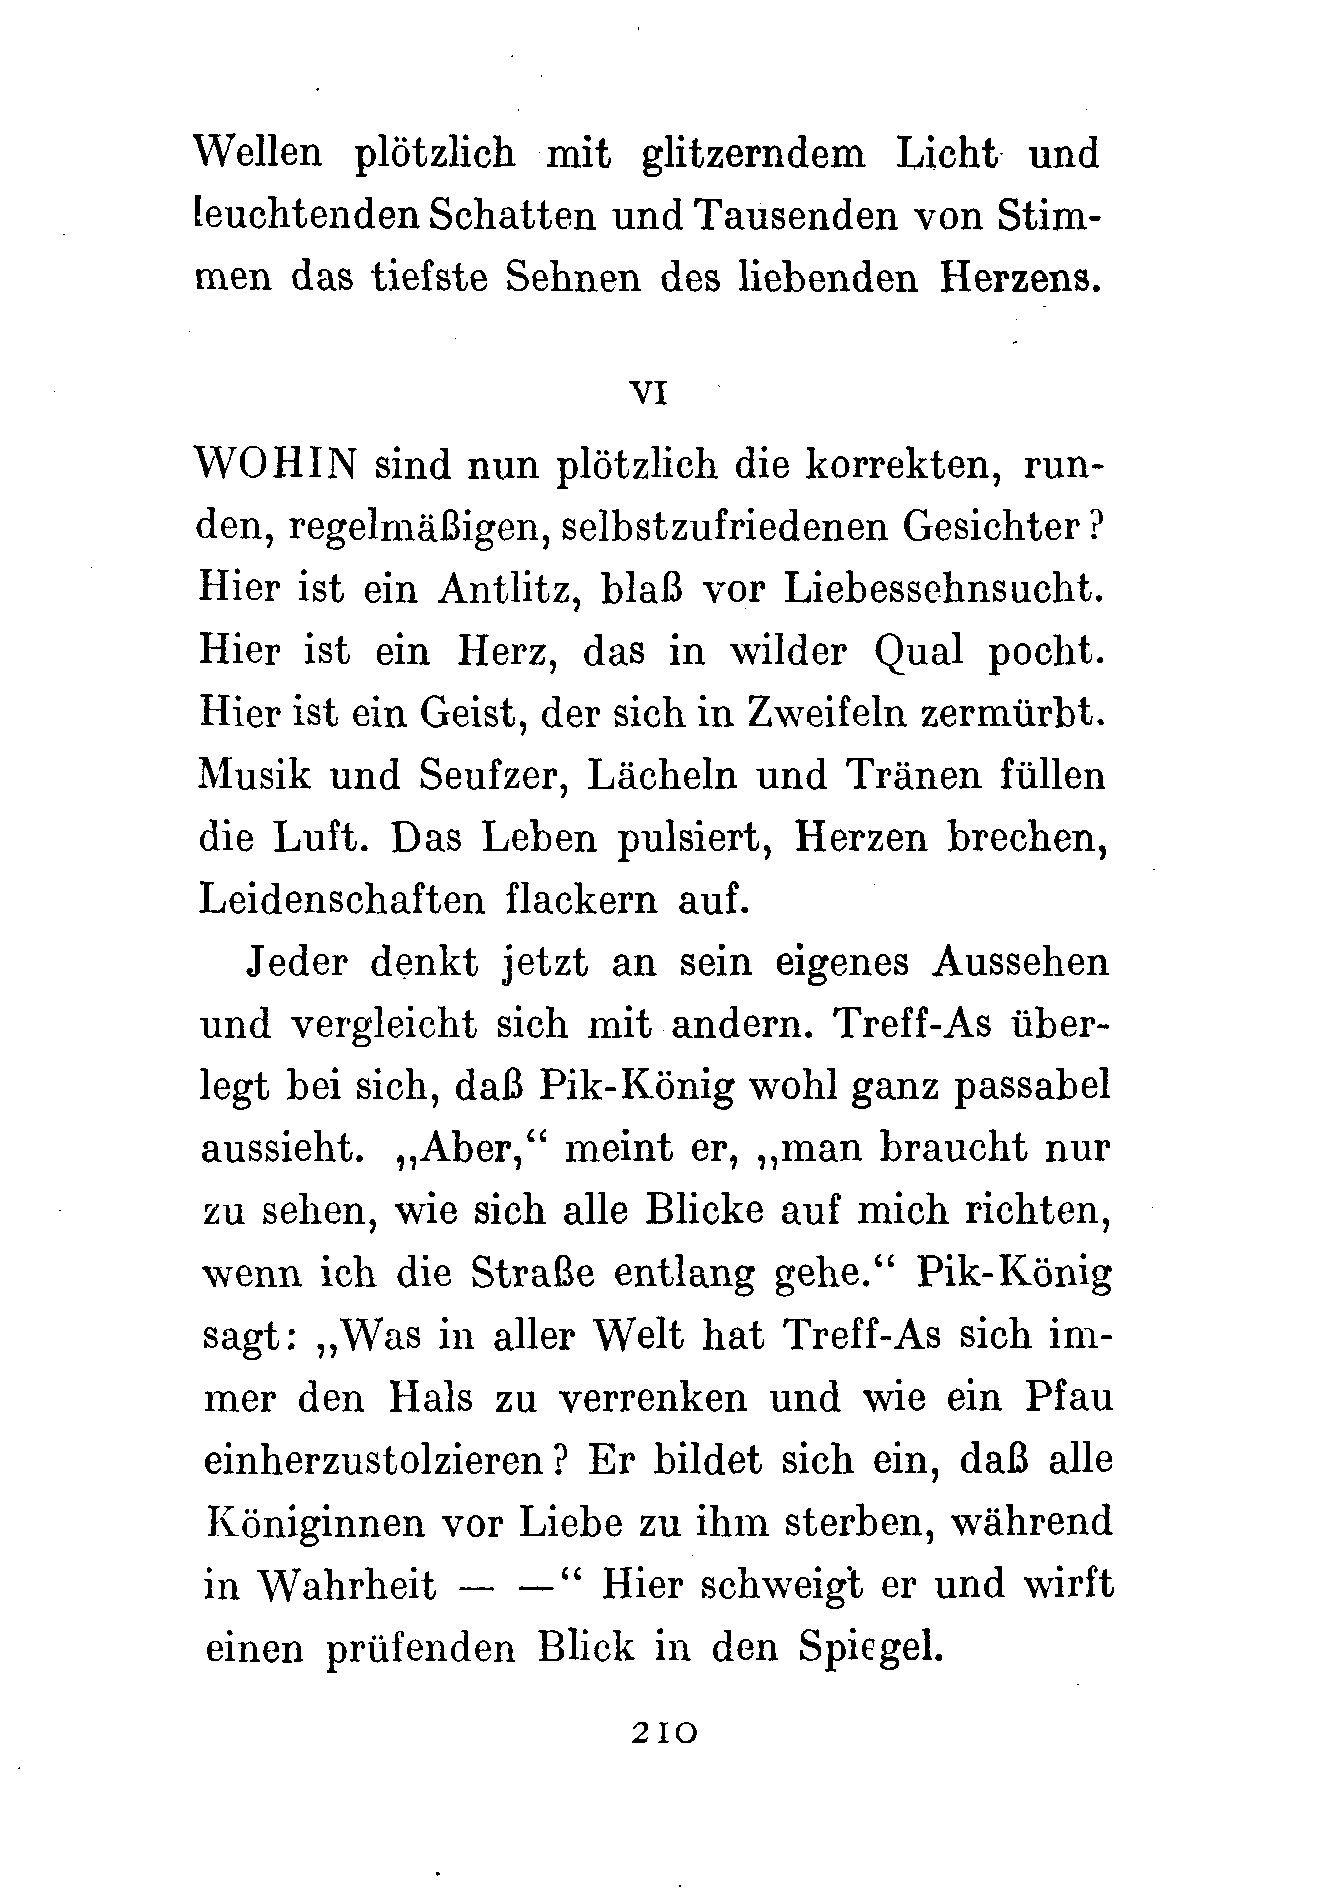 Wellen plötzlich mit glitzerndem Licht und
leuchtenden Schatten und Tausenden von Stim-
men das tiefste Sehnen des liebenden Herzens.
VI
WOHIN sind nun plötzlich die korrekten, run-
den, regelmäßigen, selbstzufriedenen Gesichter?
Hier ist ein Antlitz, blaß vor Liebessehnsucht.
Hier ist ein Herz, das in wilder Qual pocht.
Hier ist ein Geist, der sich in Zweifeln zermürbt.
Musik und Seufzer, Lächeln und Tränen füllen
die Luft. Das Leben pulsiert, Herzen brechen,
Leidenschaften flackern auf.
Jeder denkt jetzt an sein eigenes Aussehen
und vergleicht sich mit andern. Treff-As über-
legt bei sich, daß Pik-König wohl ganz passabel
aussieht. „Aber,“ meint er, „man braucht nur
zu sehen, wie sich alle Blicke auf mich richten,
wenn ich die Straße entlang gehe.“ Pik-König
sagt: „Was in aller Welt hat Treff-As sich im-
mer den Hals zu verrenken und wie ein Pfau
einherzustolzieren? Er bildet sich ein, daß alle
Königinnen vor Liebe zu ihm sterben, während
in Wahrheit — —“ Hier schweigt er und wirft
einen prüfenden Blick in den Spiegel.
210